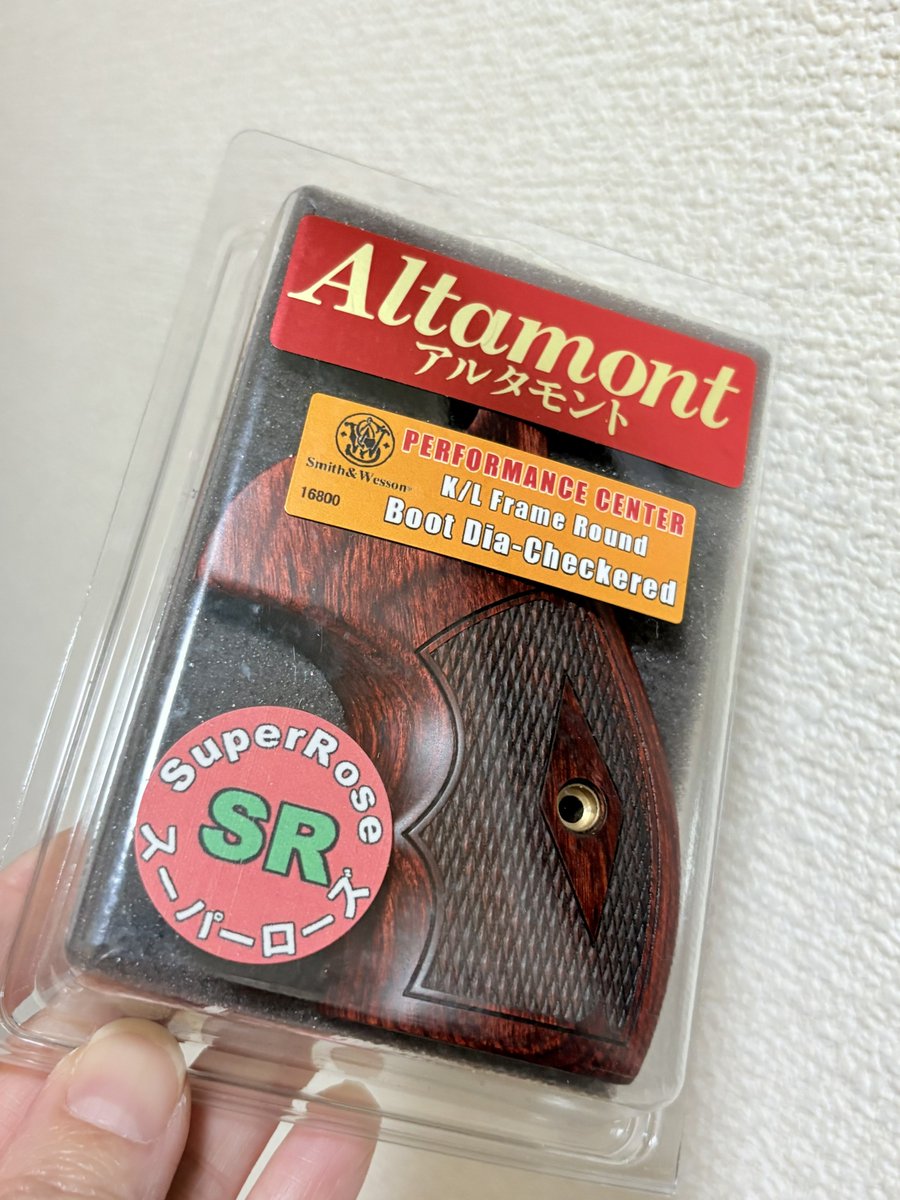 Altamont
アルタモント
PERFORMANCE CENTER
K/L Frame Round
Boot Dia-Checkered
S&W
Smith & Wesson®
16800
SuperRose
SR
スーパーローズ